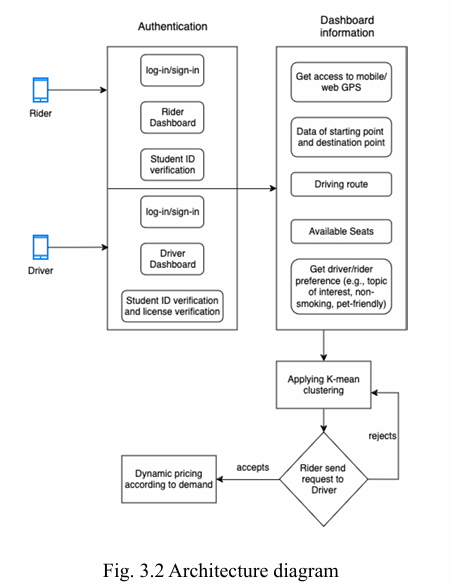 Authentication
Dashboard
information
log-in/sign-in
Rider
Rider
Dashboard
Student ID
verification
log-in/sign-in
Driver
Driver
Dashboard
Student ID verification
and license verification
Get access to mobile/
web GPS
Data of starting point
and destination point
Driving route
Available Seats
Get driver/rider
preference (e.g., topic
of interest, non-
smoking, pet-friendly)
Applying K-mean
clustering
rejects
Rider send
request to
Driver
accepts
Dynamic pricing
according to demand
Fig. 3.2 Architecture diagram